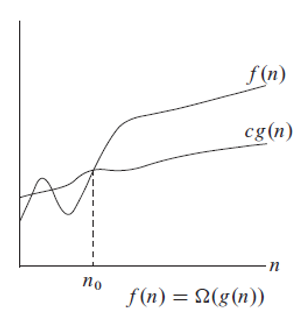 f(n)
cg(n)
n
n₀
f(n) = Ω(g(n))